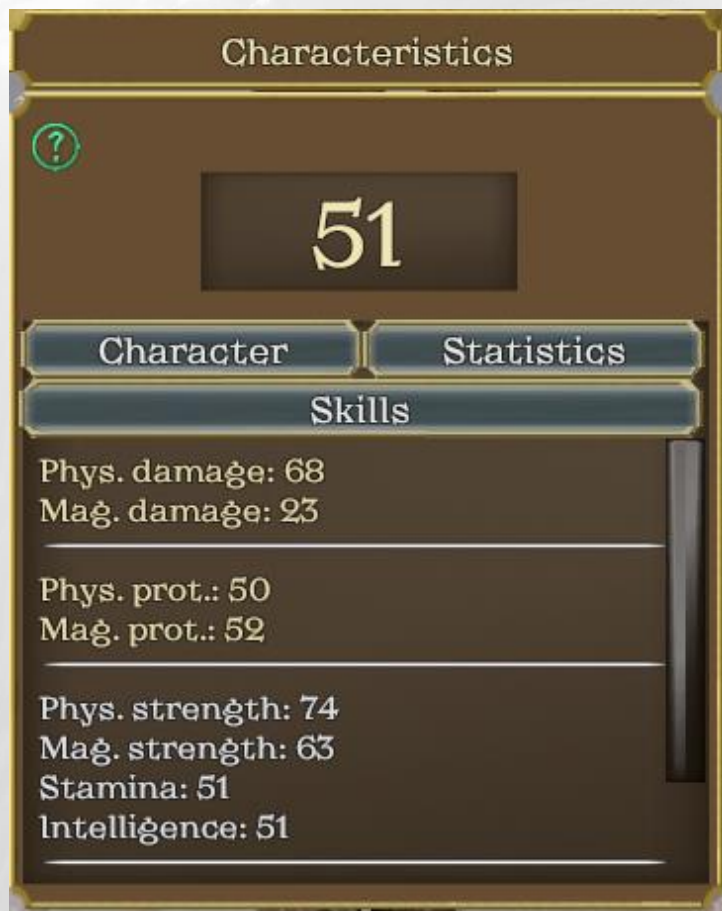 Characteristics
?
51
Character
Statistics
Skills
Phys. damage: 68
Mag. damage: 23
Phys. prot.: 50
Mag. prot.: 52
Phys. strength: 74
Mag. strength: 63
Stamina: 51
Intelligence: 51